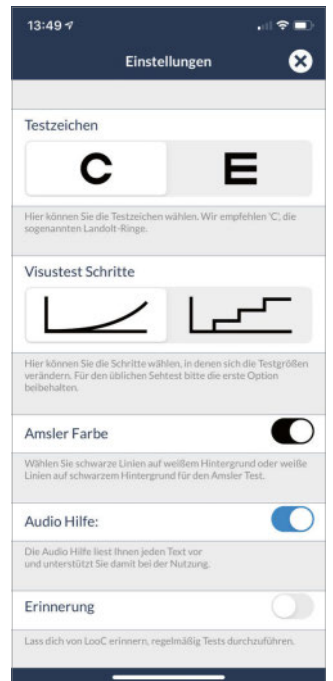 13:49
Einstellungen
Testzeichen
C E
Hier können Sie die Testzeichen wählen. Wir empfehlen 'C', die
sogenannten Landolt-Ringe.
Visustest Schritte
Hier können Sie die Schritte wählen, in denen sich die Testgrößen
verändern. Für den üblichen Sehtest bitte die erste Option
beibehalten.
Amsler Farbe
Wählen Sie schwarze Linien auf weißem Hintergrund oder weiße
Linien auf schwarzem Hintergrund für den Amsler Test.
Audio Hilfe:
Die Audio Hilfe liest Ihnen jeden Text vor
und unterstützt Sie damit bei der Nutzung.
Erinnerung
Lass dich von LooC erinnern, regelmäßig Tests durchzuführen.